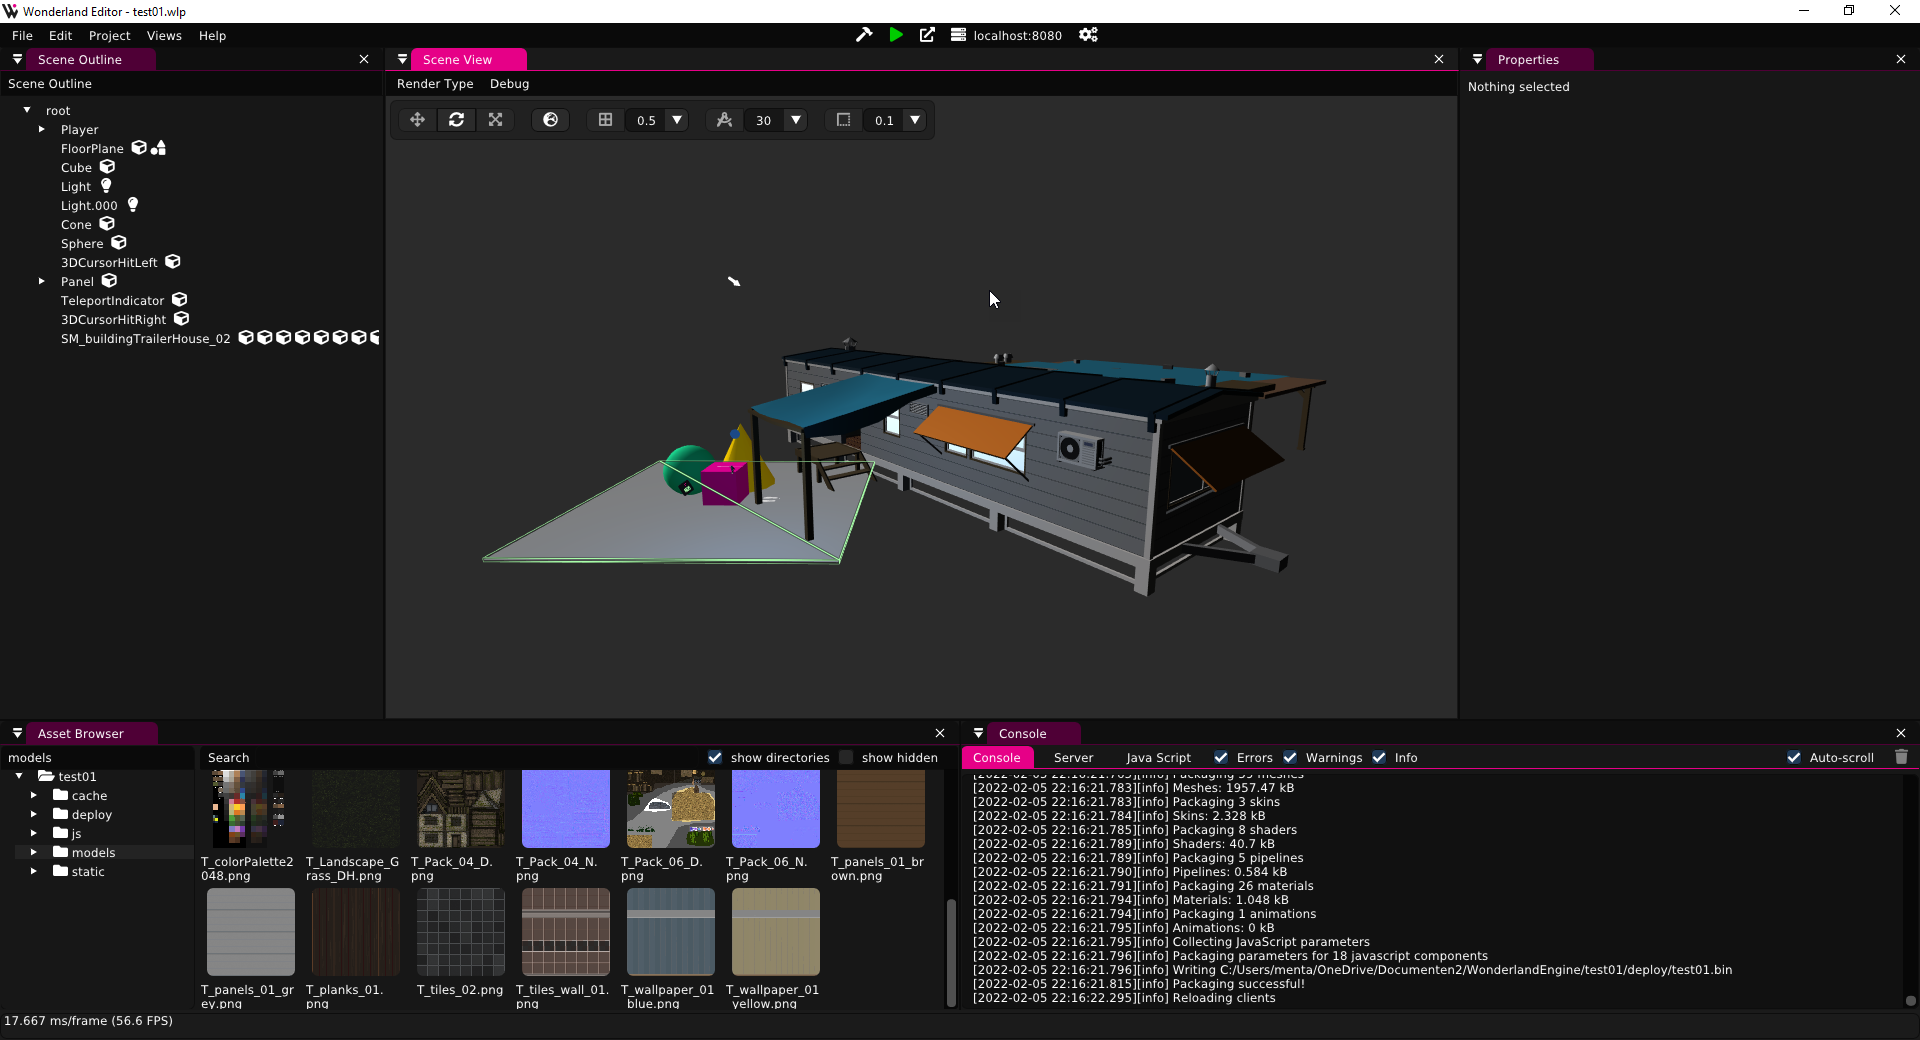 Wonderland Editor - test01.wlp
File Edit Project Views Help
localhost:8080
Scene Outline
Scene View
Properties
Scene Outline
Render Type Debug
Nothing selected
0.5
30
0.1
root
Player
FloorPlane
Cube
Light
Light.000
Cone
Sphere
3DCursorHitLeft
Panel
TeleportIndicator
3DCursorHitRight
SM_buildingTrailerHouse_02
Asset Browser
models
Search
show directories
show hidden
test01
cache
deploy
js
models
static
T_colorPalette2
048.png
T_Landscape_G
rass_DH.png
T_Pack_04_D.
png
T_Pack_04_N.
png
T_Pack_06_D.
png
T_Pack_06_N.
png
T_panels_01_br
own.png
T_panels_01_gr
ey.png
T_planks_01.
png
T_tiles_02.png
T_tiles_wall_01.
png
T_wallpaper_01
blue.png
T_wallpaper_01
yellow.png
Console
Console Server Java Script Errors Warnings Info Auto-scroll
[2022-02-05 22:16:21.783][info] Meshes: 1957.47 kB
[2022-02-05 22:16:21.783][info] Packaging 3 skins
[2022-02-05 22:16:21.784][info] Skins: 2.328 kB
[2022-02-05 22:16:21.785][info] Packaging 8 shaders
[2022-02-05 22:16:21.789][info] Shaders: 40.7 kB
[2022-02-05 22:16:21.789][info] Packaging 5 pipelines
[2022-02-05 22:16:21.790][info] Pipelines: 0.584 kB
[2022-02-05 22:16:21.791][info] Packaging 26 materials
[2022-02-05 22:16:21.794][info] Materials: 1.048 kB
[2022-02-05 22:16:21.794][info] Packaging 1 animations
[2022-02-05 22:16:21.795][info] Animations: 0 kB
[2022-02-05 22:16:21.795][info] Collecting JavaScript parameters
[2022-02-05 22:16:21.796][info] Packaging parameters for 18 javascript components
[2022-02-05 22:16:21.796][info] Writing C:/Users/menta/OneDrive/Documenten2/WonderlandEngine/test01/deploy/test01.bin
[2022-02-05 22:16:21.815][info] Packaging successful!
[2022-02-05 22:16:22.295][info] Reloading clients
17.667 ms/frame (56.6 FPS)